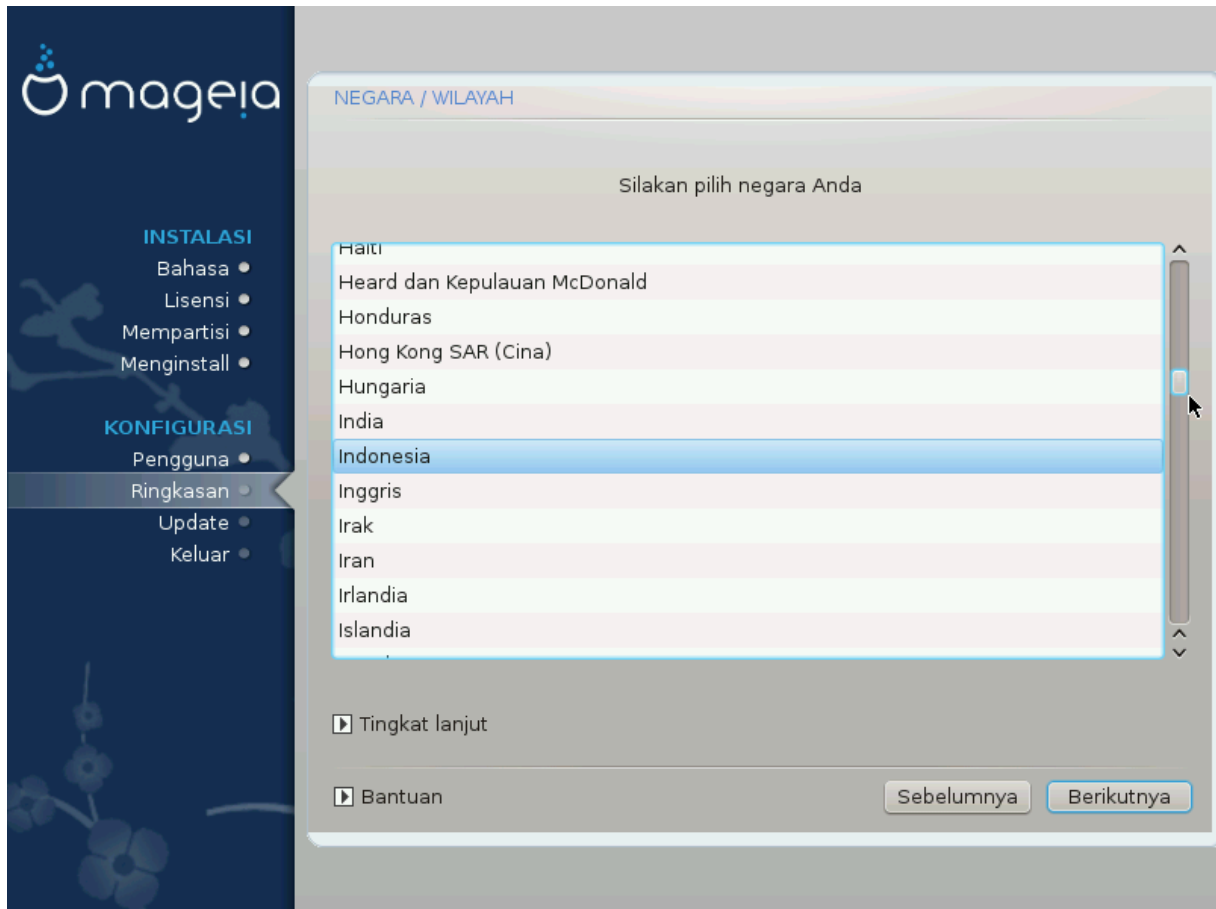 mageia
INSTALASI
Bahasa
Lisensi
Mempartisi
Menginstall
KONFIGURASI
Pengguna
Ringkasan
Update
Keluar
NEGARA / WILAYAH
Silakan pilih negara Anda
Haiti
Heard dan Kepulauan McDonald
Honduras
Hong Kong SAR (Cina)
Hungaria
India
Indonesia
Inggris
Irak
Iran
Irlandia
Islandia
Tingkat lanjut
Bantuan
Sebelumnya
Berikutnya